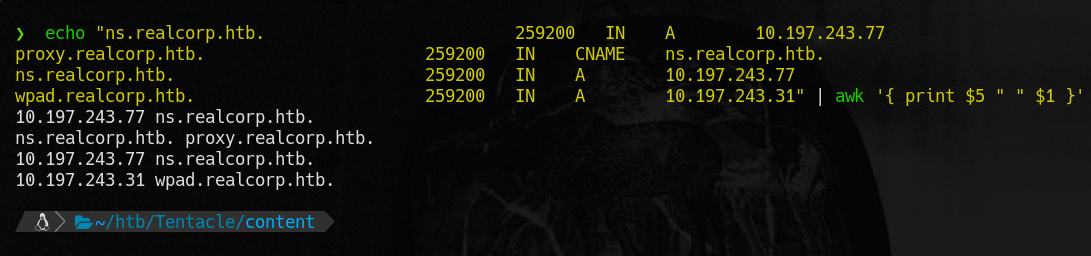 ❯  echo "ns.realcorp.htb.                         259200   IN    A        10.197.243.77
proxy.realcorp.htb.                      259200   IN    CNAME    ns.realcorp.htb.
ns.realcorp.htb.                         259200   IN    A        10.197.243.77
wpad.realcorp.htb.                       259200   IN    A        10.197.243.31" | awk '{ print $5 " " $1 }'
10.197.243.77 ns.realcorp.htb.
ns.realcorp.htb. proxy.realcorp.htb.
10.197.243.77 ns.realcorp.htb.
10.197.243.31 wpad.realcorp.htb.
~/htb/Tentacle/content